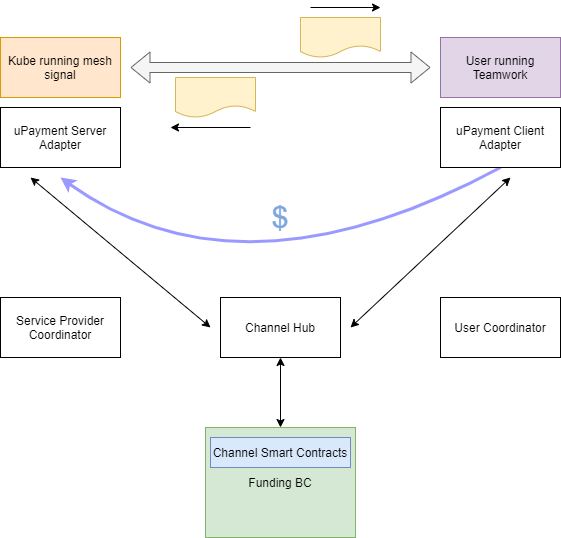 Kube running mesh
signal
User running
Teamwork
uPayment Server
Adapter
uPayment Client
Adapter
$
Service Provider
Coordinator
Channel Hub
User Coordinator
Channel Smart Contracts
Funding BC